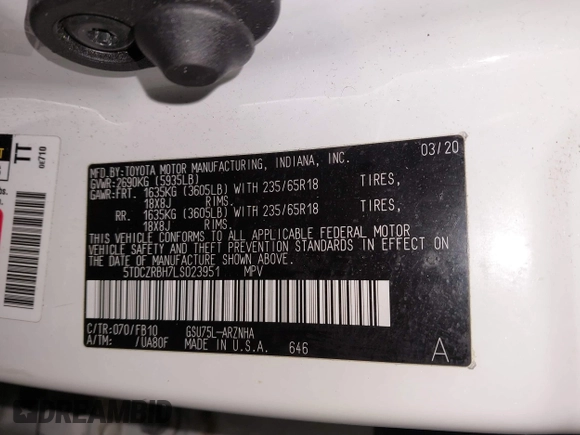 TT
0E710
MFD.BY:TOYOTA MOTOR MANUFACTURING, INDIANA, INC. 03/20
GVWR:2690KG (5935LB)
GAWR:FRT. 1635KG (3605LB) WITH 235/65R18 TIRES,
18X8J RIMS.
RR. 1635KG (3605LB) WITH 235/65R18 TIRES,
18X8J RIMS.
THIS VEHICLE CONFORMS TO ALL APPLICABLE FEDERAL MOTOR
VEHICLE SAFETY AND THEFT PREVENTION STANDARDS IN EFFECT ON
THE DATE OF MANUFACTURE SHOWN ABOVE.
5TDCZRBH7LS023951 MPV
C/TR:070/FB10 GSU75L-ARZNHA
A/TM: /UA80F MADE IN U.S.A. 646 A
DREAMBID